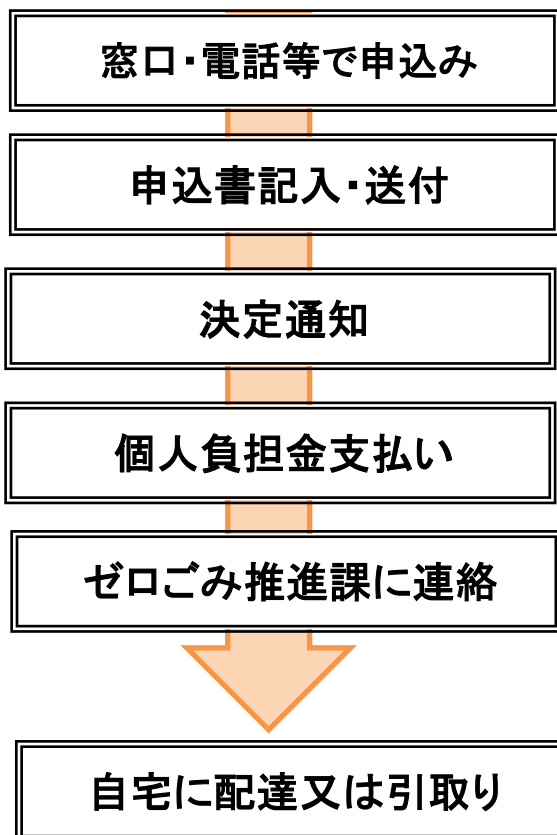 窓口・電話等で申込み
申込書記入・送付
決定通知
個人負担金支払い
ゼロごみ推進課に連絡
自宅に配達又は引取り